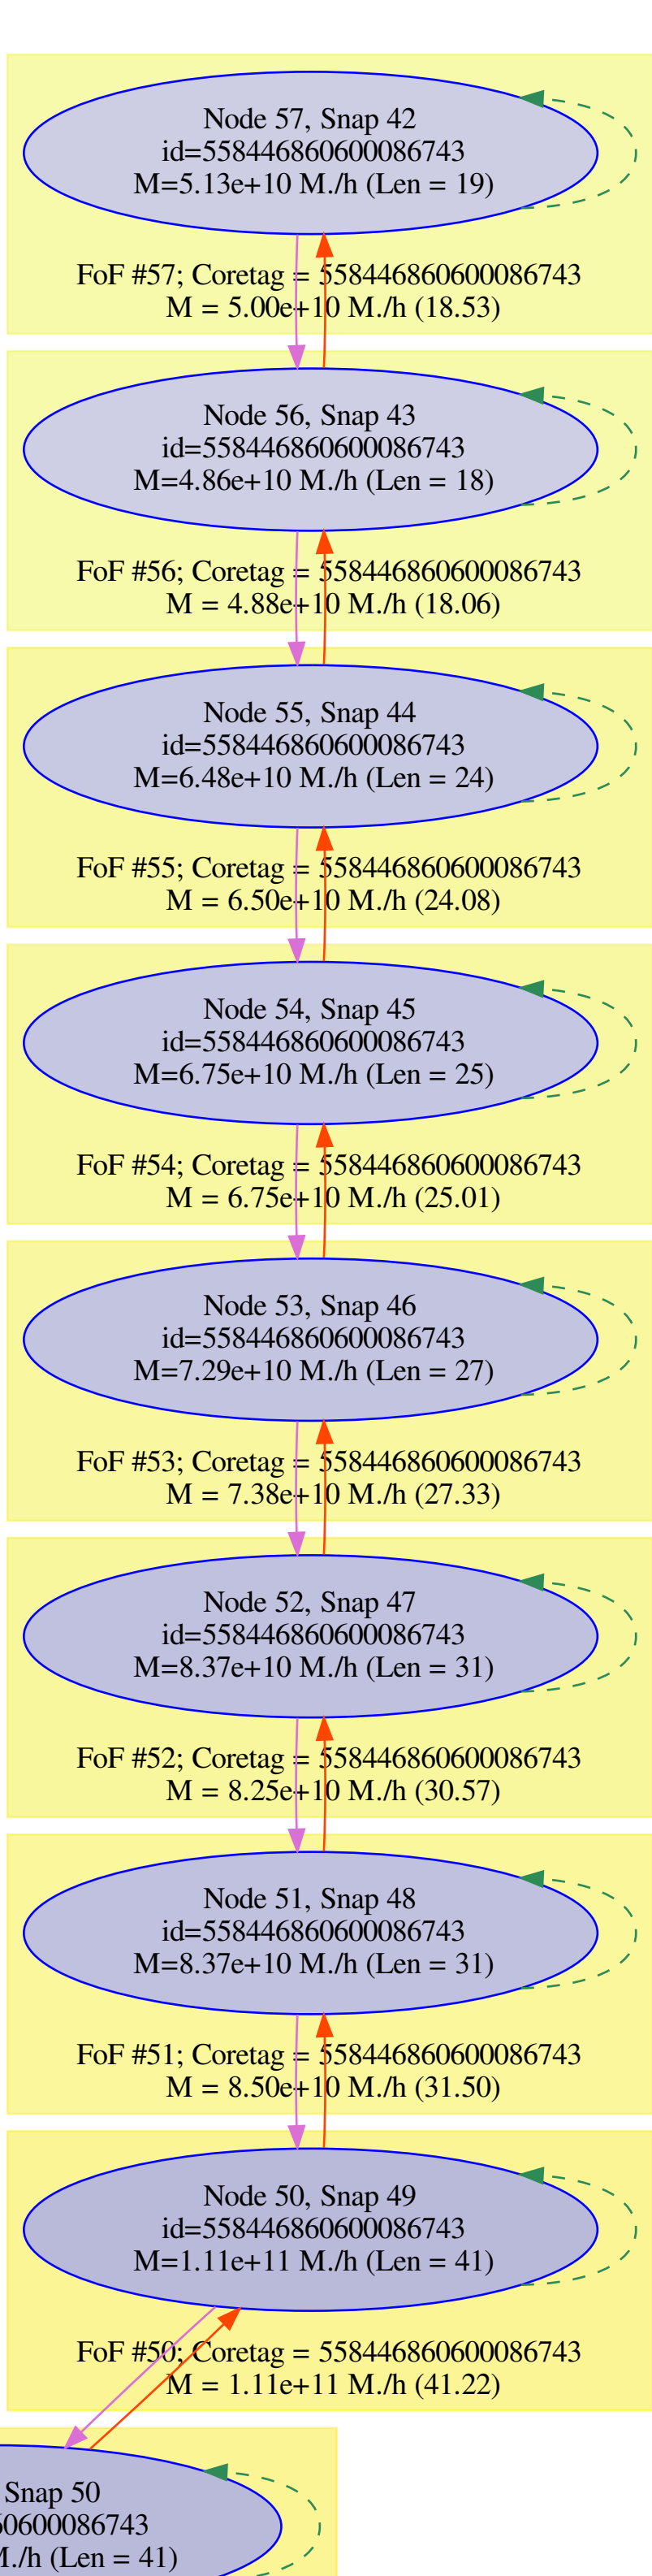 Node 57, Snap 42
id=558446860600086743
M=5.13e+10 M./h (Len = 19)
FoF #57; Coretag = 558446860600086743
M = 5.00e+10 M./h (18.53)
Node 56, Snap 43
id=558446860600086743
M=4.86e+10 M./h (Len = 18)
FoF #56; Coretag = 558446860600086743
M = 4.88e+10 M./h (18.06)
Node 55, Snap 44
id=558446860600086743
M=6.48e+10 M./h (Len = 24)
FoF #55; Coretag = 558446860600086743
M = 6.50e+10 M./h (24.08)
Node 54, Snap 45
id=558446860600086743
M=6.75e+10 M./h (Len = 25)
FoF #54; Coretag = 558446860600086743
M = 6.75e+10 M./h (25.01)
Node 53, Snap 46
id=558446860600086743
M=7.29e+10 M./h (Len = 27)
FoF #53; Coretag = 558446860600086743
M = 7.38e+10 M./h (27.33)
Node 52, Snap 47
id=558446860600086743
M=8.37e+10 M./h (Len = 31)
FoF #52; Coretag = 558446860600086743
M = 8.25e+10 M./h (30.57)
Node 51, Snap 48
id=558446860600086743
M=8.37e+10 M./h (Len = 31)
FoF #51; Coretag = 558446860600086743
M = 8.50e+10 M./h (31.50)
Node 50, Snap 49
id=558446860600086743
M=1.11e+11 M./h (Len = 41)
FoF #50; Coretag = 558446860600086743
M = 1.11e+11 M./h (41.22)
Snap 50
0600086743
./h (Len = 41)